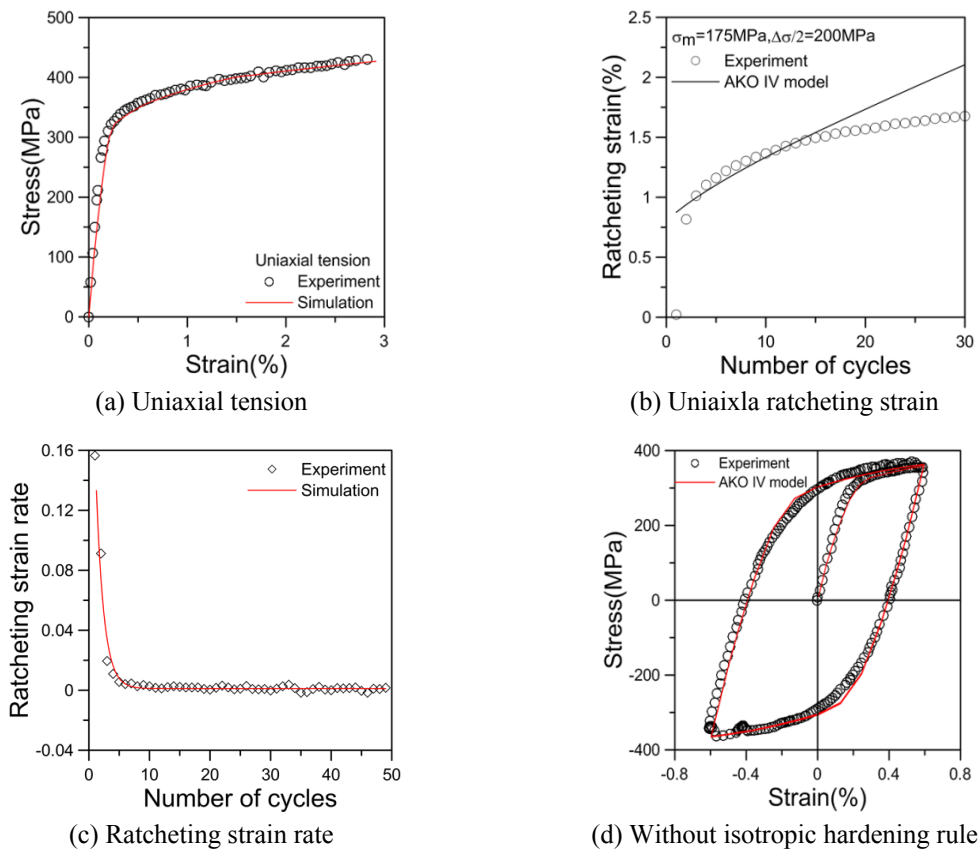 500
400
300
200
100
0
0
1
2
3
Stress(MPa)
Strain(%)
Uniaxial tension
Experiment
Simulation
(a) Uniaxial tension
2.5
2
1.5
1
0.5
0
0
10
20
30
Ratcheting strain(%)
Number of cycles
σm=175MPa,Δσ/2=200MPa
Experiment
AKO IV model
(b) Uniaixla ratcheting strain
0.16
0.12
0.08
0.04
0
-0.04
0
10
20
30
40
50
Ratcheting strain rate
Number of cycles
Experiment
Simulation
(c) Ratcheting strain rate
400
200
0
-200
-400
-0.8
-0.4
0
0.4
0.8
Stress(MPa)
Strain(%)
Experiment
AKO IV model
(d) Without isotropic hardening rule